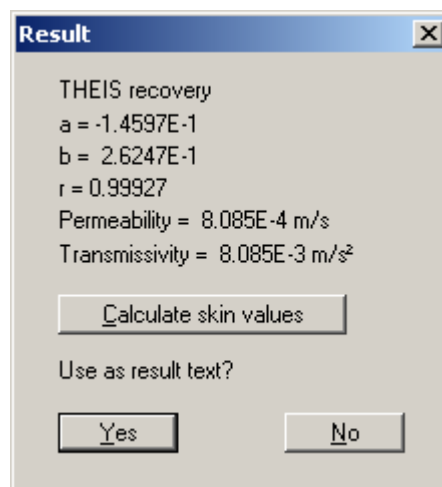 Result
THEIS recovery
a = -1.4597E-1
b =  2.6247E-1
r = 0.99927
Permeability =  8.085E-4 m/s
Transmissivity =  8.085E-3 m/s²
Calculate skin values
Use as result text?
Yes No